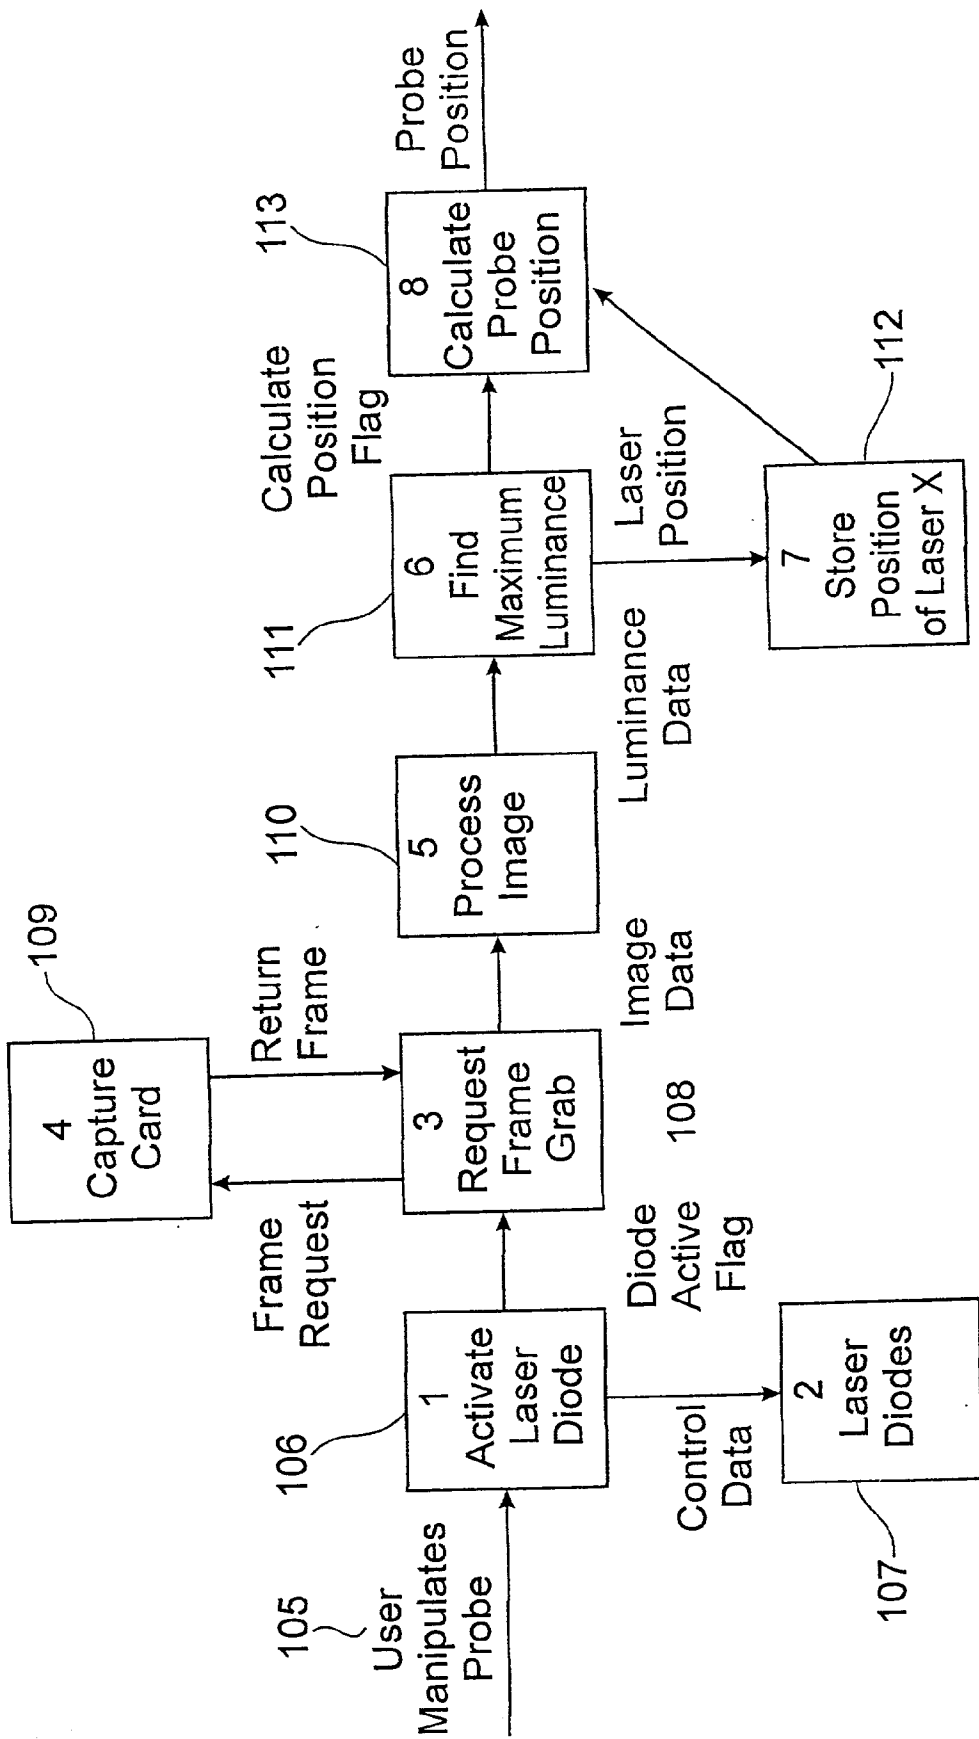 105
User
Manipulates
Probe
106
1
Activate
Laser
Diode
Control
Data
107
2
Laser
Diodes
Diode
Active
Flag
Frame
Request
108
3
Request
Frame
Grab
109
4
Capture
Card
Return
Frame
Image
Data
110
5
Process
Image
Luminance
Data
111
6
Find
Maximum
Luminance
Laser
Position
112
7
Store
Position
of Laser X
Calculate
Position
Flag
113
8
Calculate
Probe
Position
Probe
Position